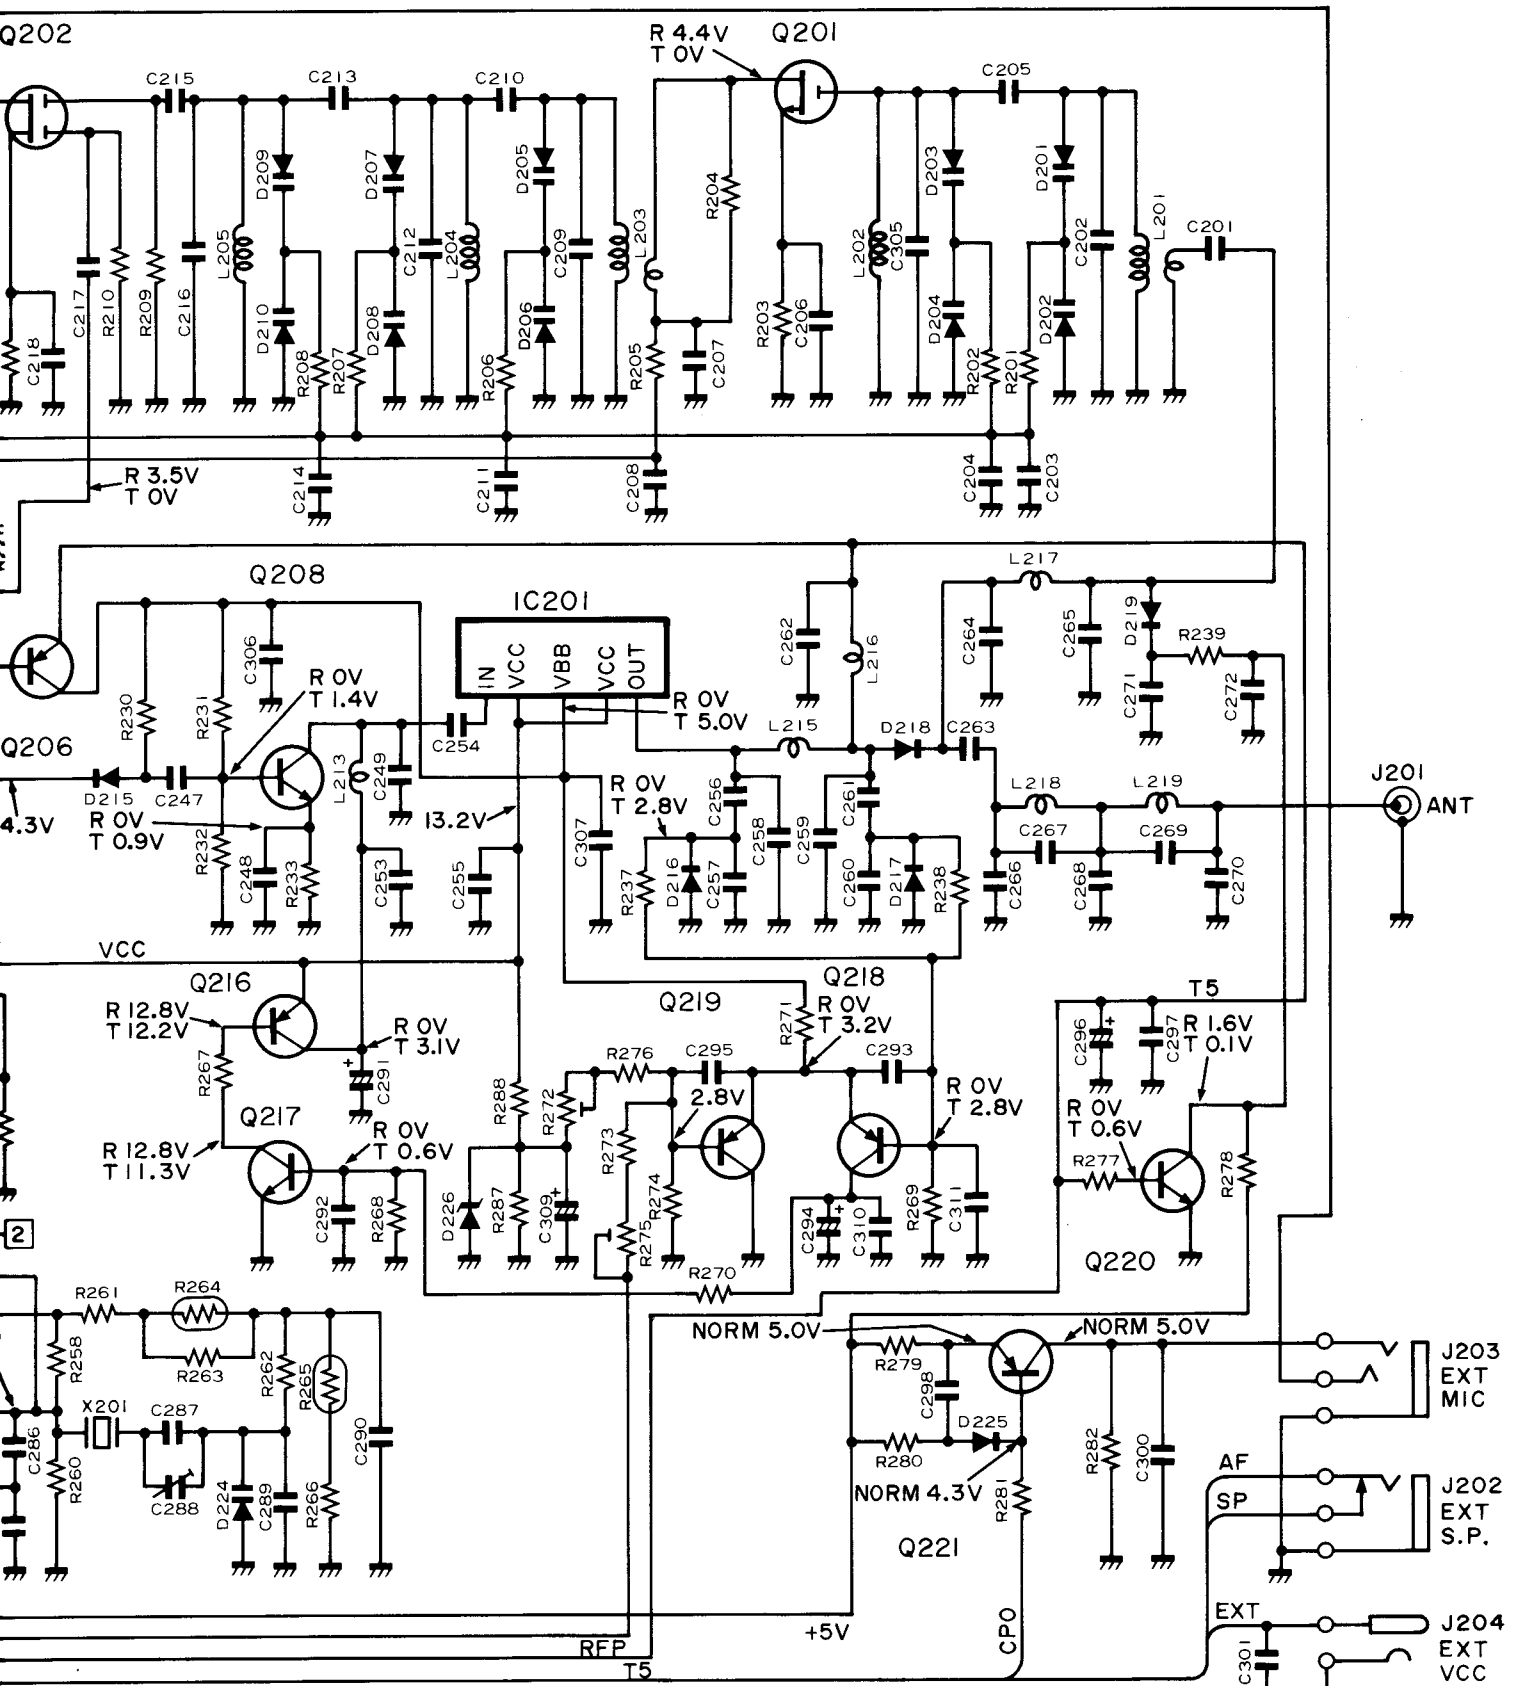 Q202
C215
C213
C210
R 4.4V
T 0V
Q201
C205
D209
D207
D205
R204
D203
D201
L205
C212
L204
C209
L203
L202
C305
C202
L201
C201
C217
R210
R209
C216
D210
D208
D206
R203
C206
D204
D202
C218
R208
R207
R206
R205
C207
R202
R201
R 3.5V
T 0V
C214
C211
C208
C204
C203
Q208
IC201
L217
C306
IN
VCC
VBB
VCC
OUT
C262
L216
C264
C265
D219
R239
R 0V
T 1.4V
R 0V
T 5.0V
C271
C272
R230
R231
Q206
C254
L215
D218
C263
D215
C247
L213
C249
4.3V
R 0V
T 0.9V
13.2V
R 0V
T 2.8V
C256
C258
C259
C261
L218
L219
J201
ANT
C267
C269
R232
C248
R233
C253
C255
C307
R237
D216
C257
C260
D217
R238
C266
C268
C270
VCC
Q216
Q219
Q218
T5
R 12.8V
T 12.2V
R 0V
T 3.1V
R271
R 0V
T 3.2V
C296
C297
R 1.6V
T 0.1V
R267
C291
R288
R272
R276
C295
C293
2.8V
R 0V
T 2.8V
R 0V
T 0.6V
Q217
R 0V
T 0.6V
R 12.8V
T 11.3V
R273
R277
R278
C292
R268
D226
R287
C309
R274
R275
C294
C310
R269
C311
2
Q220
R261
R264
R270
NORM 5.0V
NORM 5.0V
R258
R263
R262
R265
R279
C298
J203
EXT
MIC
X201
C287
D225
C286
R260
C288
D224
C289
R266
C290
R280
NORM 4.3V
R281
R282
C300
AF
SP
J202
EXT
S.P.
Q221
EXT
J204
EXT
VCC
C301
CPO
+5V
RFP
T5